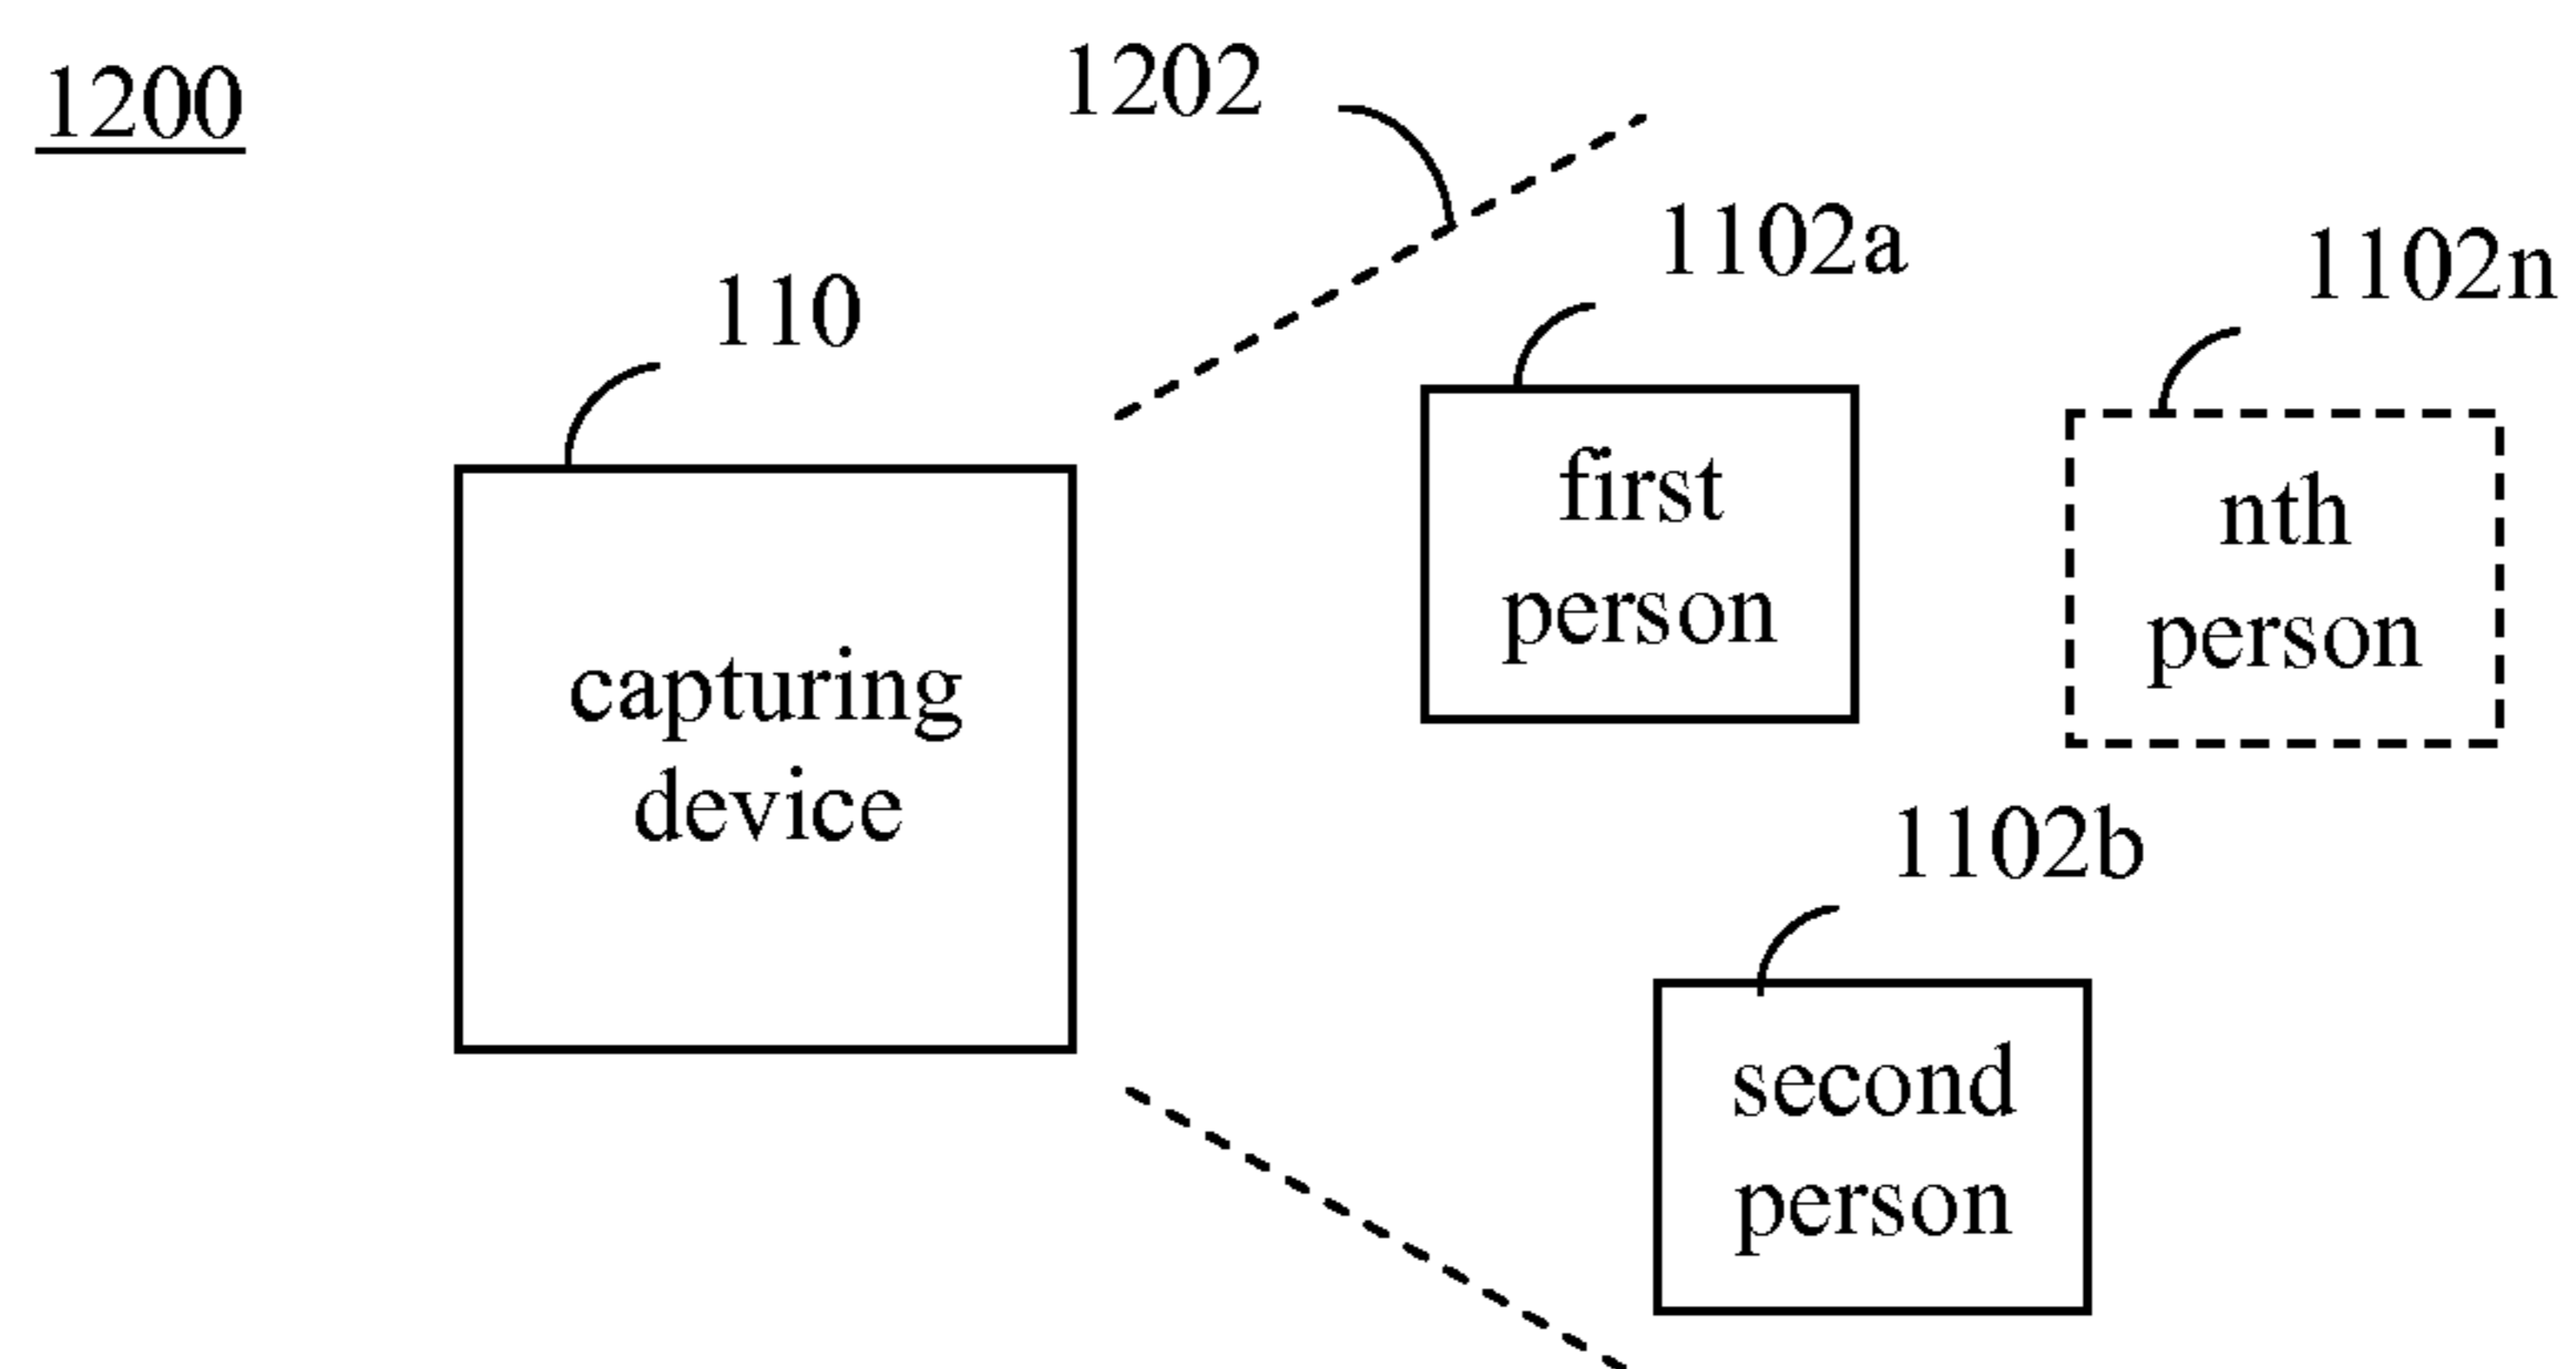 1200
1202
1102a
1102n
110
first
person
nth
person
capturing
device
1102b
second
person